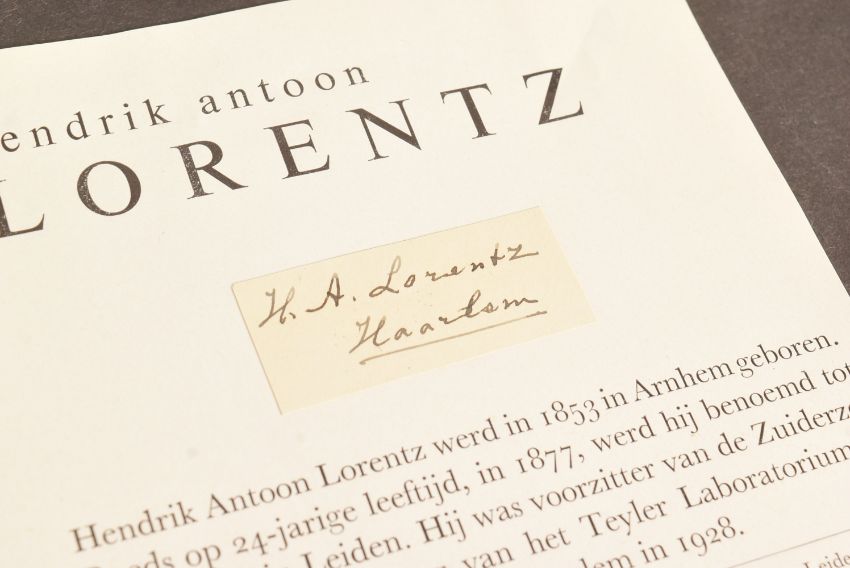 endrik antoon
LORENTZ
H. A. Lorentz
Haarlem
Hendrik Antoon Lorentz werd in 1853 in Arnhem geboren.
op 24-jarige leeftijd, in 1877, werd hij benoemd tot
Leiden. Hij was voorzitter van de Zuiderz
van het Teyler Laboratorium
in 1928.